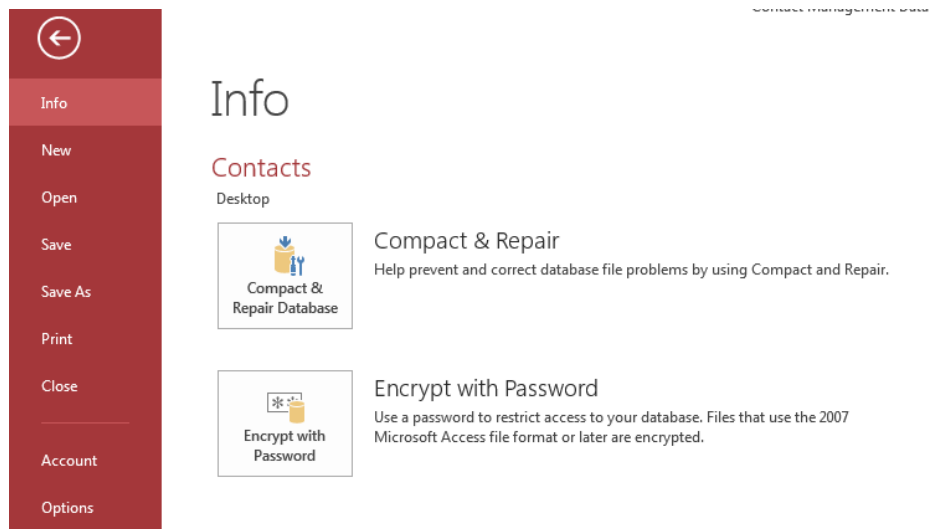 Contact Management Data
Info
New
Open
Save
Save As
Print
Close
Account
Options
Info
Contacts
Desktop
Compact &
Repair Database
Compact & Repair
Help prevent and correct database file problems by using Compact and Repair.
Encrypt with
Password
Encrypt with Password
Use a password to restrict access to your database. Files that use the 2007
Microsoft Access file format or later are encrypted.